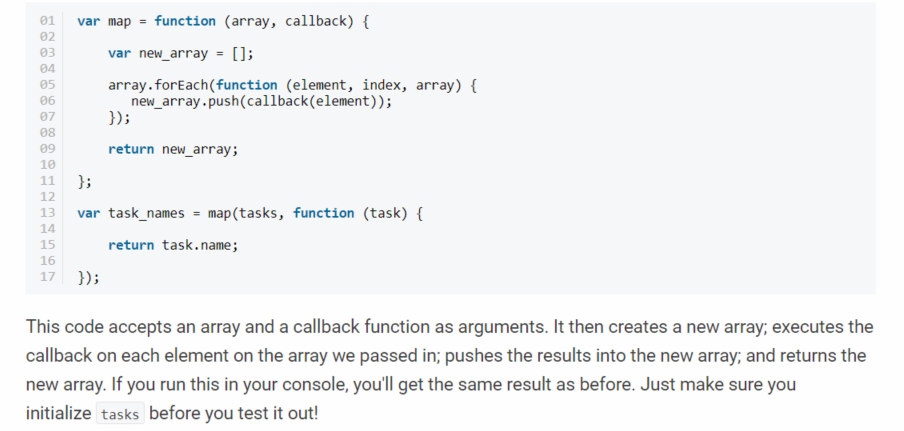 01 var map = function (array, callback) {
02
03     var new_array = [];
04
05     array.forEach(function (element, index, array) {
06        new_array.push(callback(element));
07     });
08
09     return new_array;
10
11 };
12
13 var task_names = map(tasks, function (task) {
14
15     return task.name;
16
17 });
This code accepts an array and a callback function as arguments. It then creates a new array; executes the
callback on each element on the array we passed in; pushes the results into the new array; and returns the
new array. If you run this in your console, you'll get the same result as before. Just make sure you
initialize tasks before you test it out!